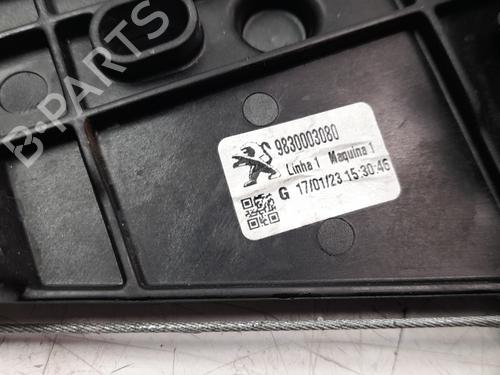 B-PARTS
S 9830003080
Linha 1 Maquina 1
G 17/01/23 15:30:46